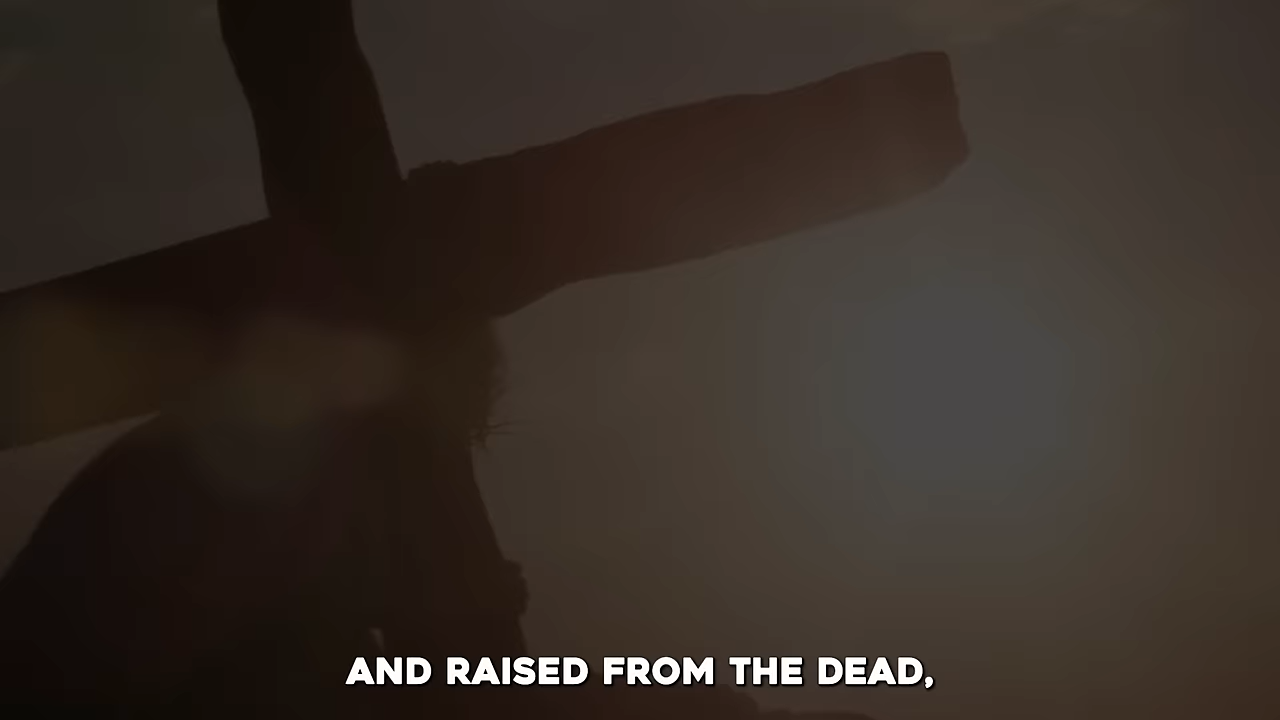 AND RAISED FROM THE DEAD,